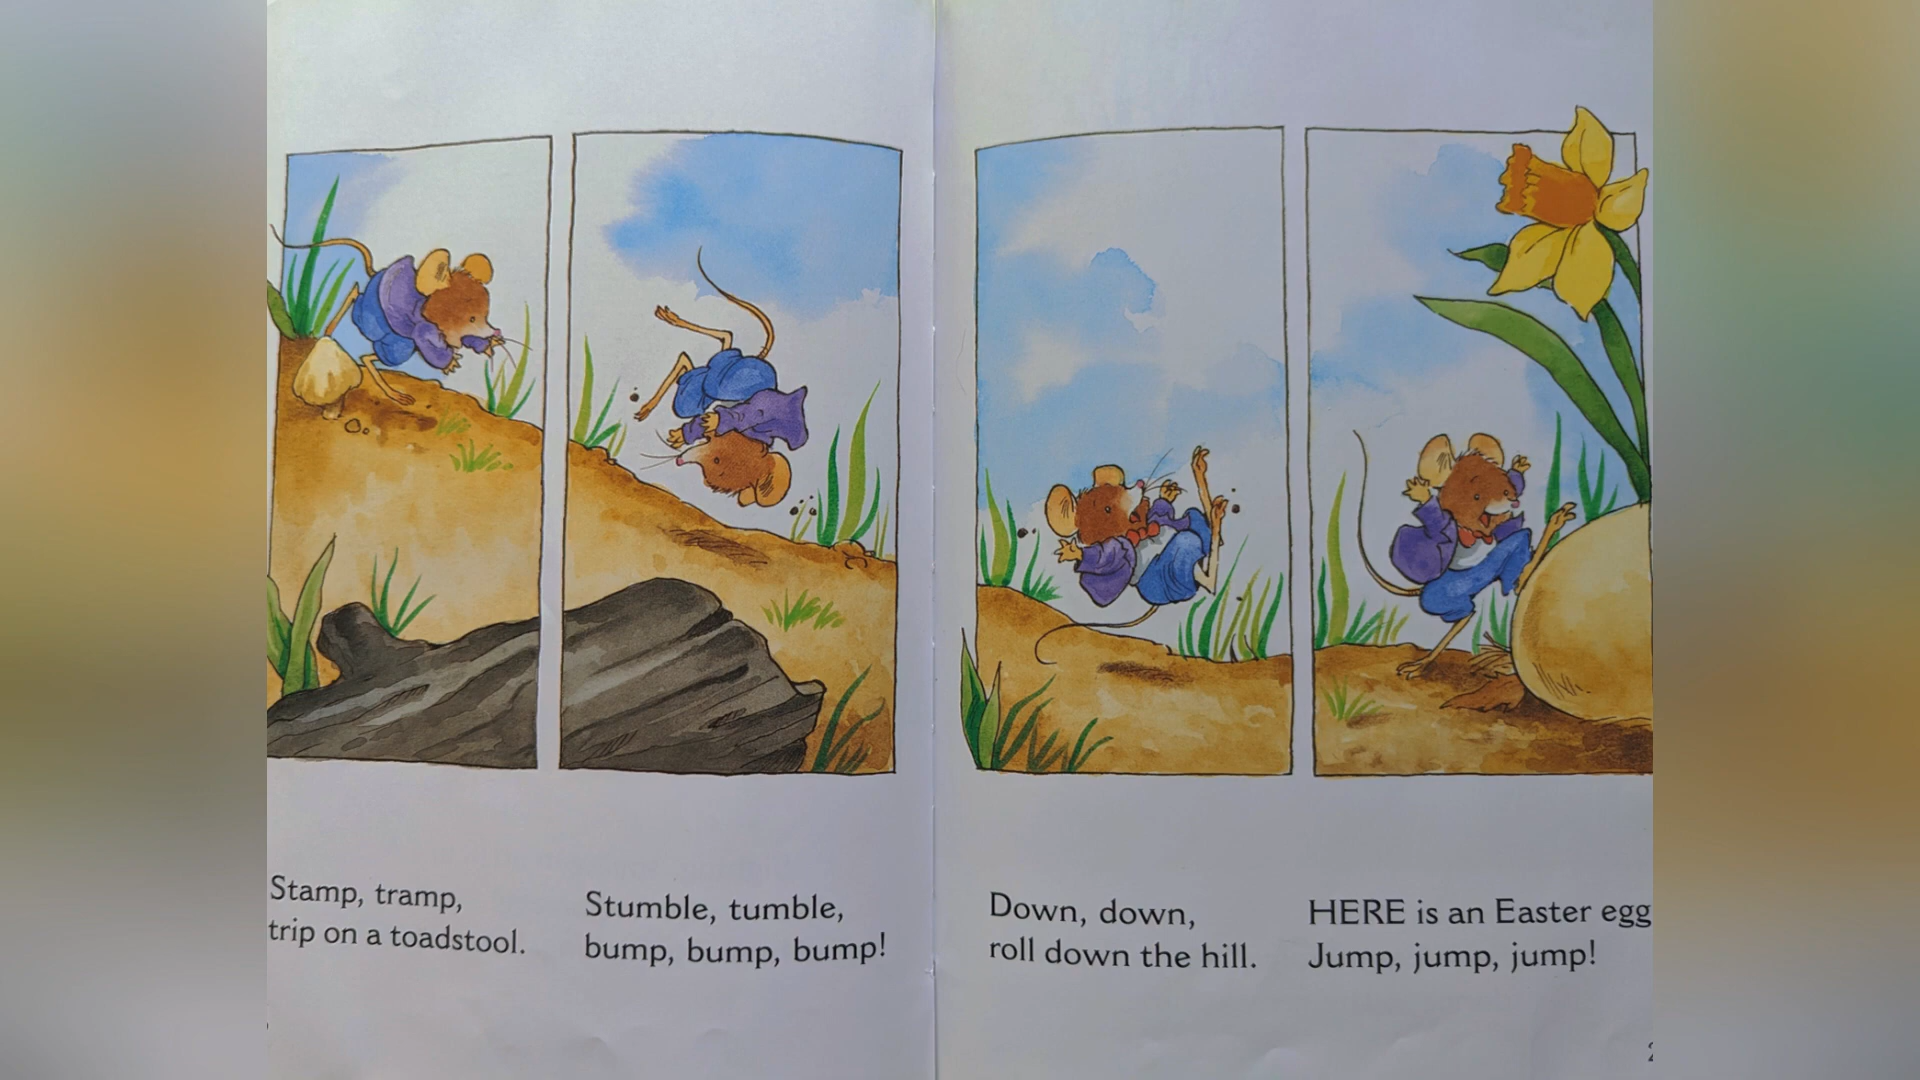 Stamp, tramp,
trip on a toadstool.
Stumble, tumble,
bump, bump, bump!
Down, down,
roll down the hill.
HERE is an Easter egg
Jump, jump, jump!